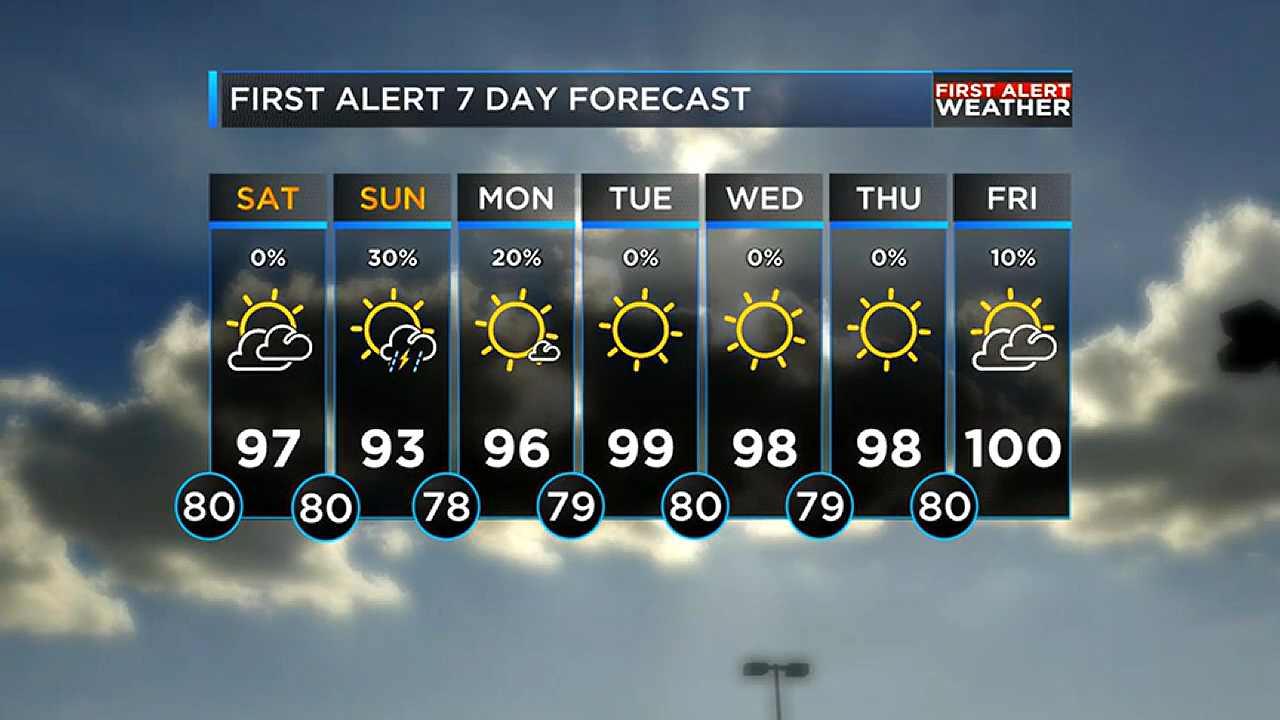 FIRST ALERT 7 DAY FORECAST
FIRST ALERT
WEATHER
SAT SUN MON TUE WED THU FRI
0% 30% 20% 0% 0% 0% 10%
97 93 96 99 98 98 100
80 80 78 79 80 79 80